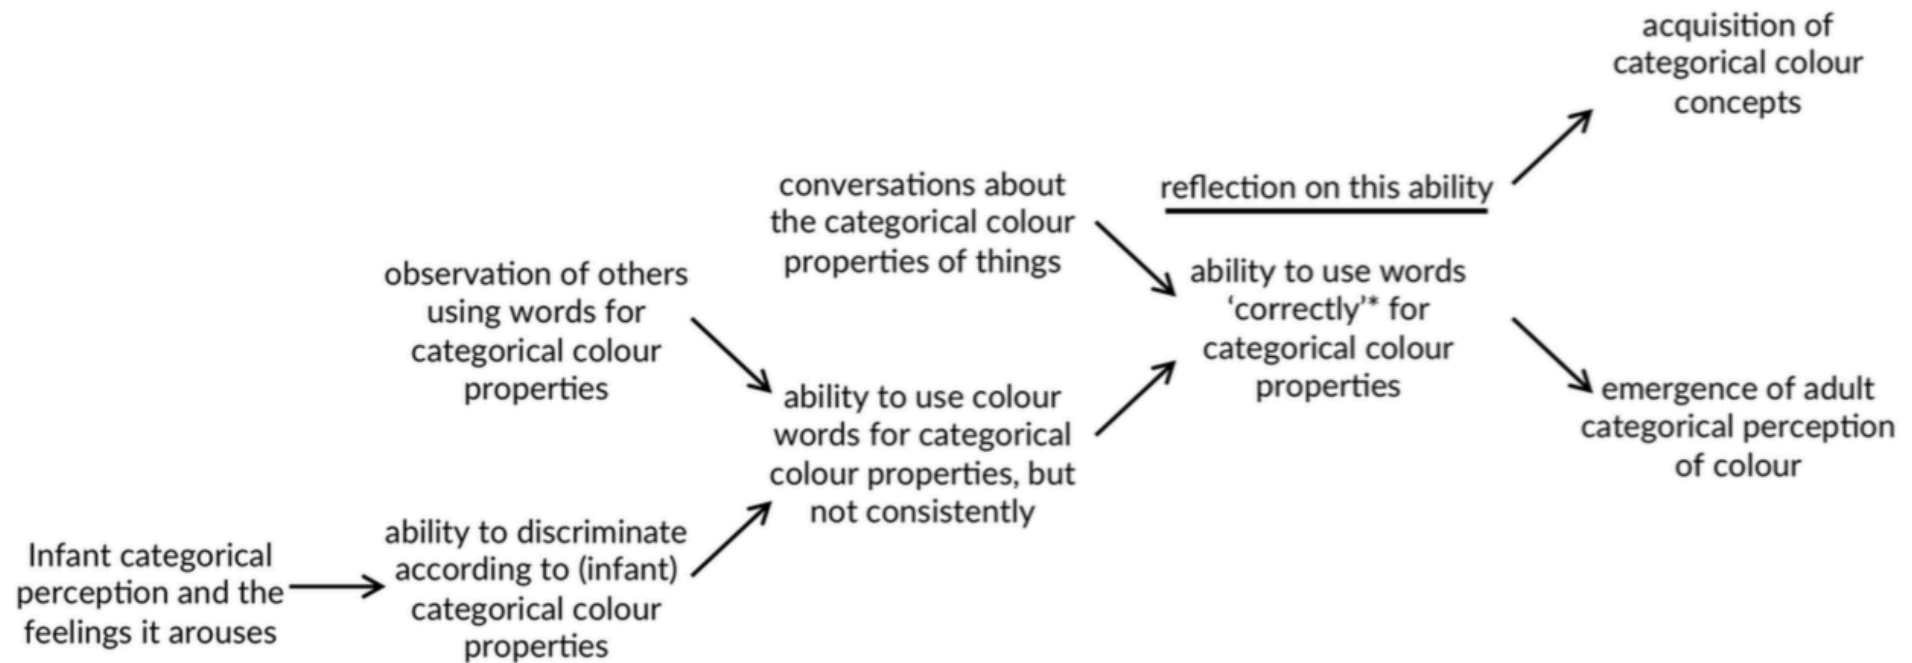 acquisition of
categorical colour
concepts
conversations about
the categorical colour
properties of things
reflection on this ability
observation of others
using words for
categorical colour
properties
ability to use words
‘correctly’* for
categorical colour
properties
ability to use colour
words for categorical
colour properties, but
not consistently
emergence of adult
categorical perception
of colour
Infant categorical
perception and the
feelings it arouses
ability to discriminate
according to (infant)
categorical colour
properties